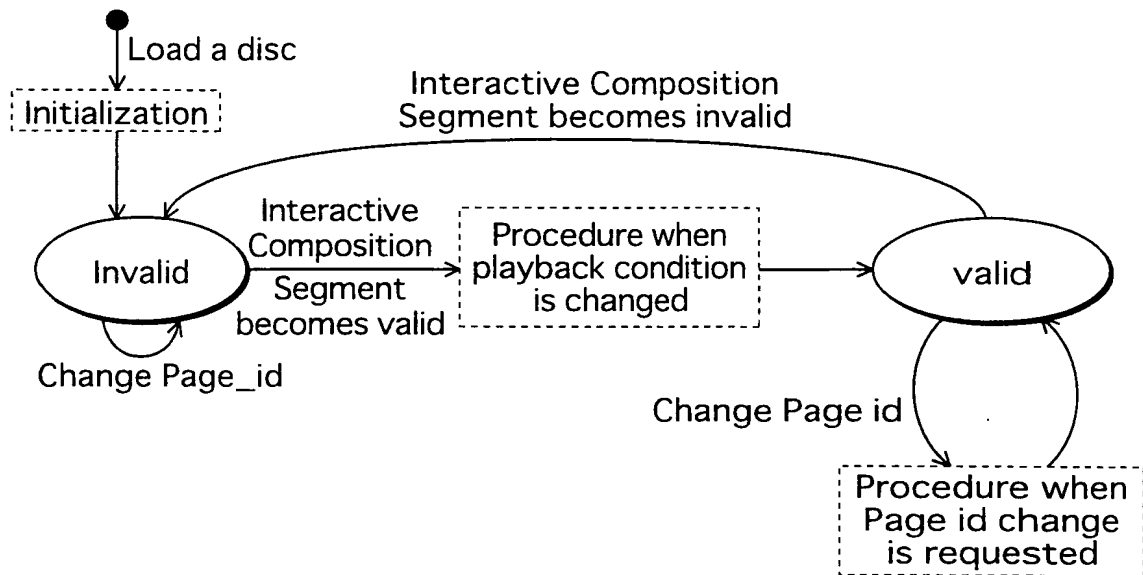 Load a disc
Initialization
Interactive Composition
Segment becomes invalid
Invalid
Interactive
Composition
Segment
becomes valid
Procedure when
playback condition
is changed
valid
Change Page_id
Change Page id
Procedure when
Page id change
is requested